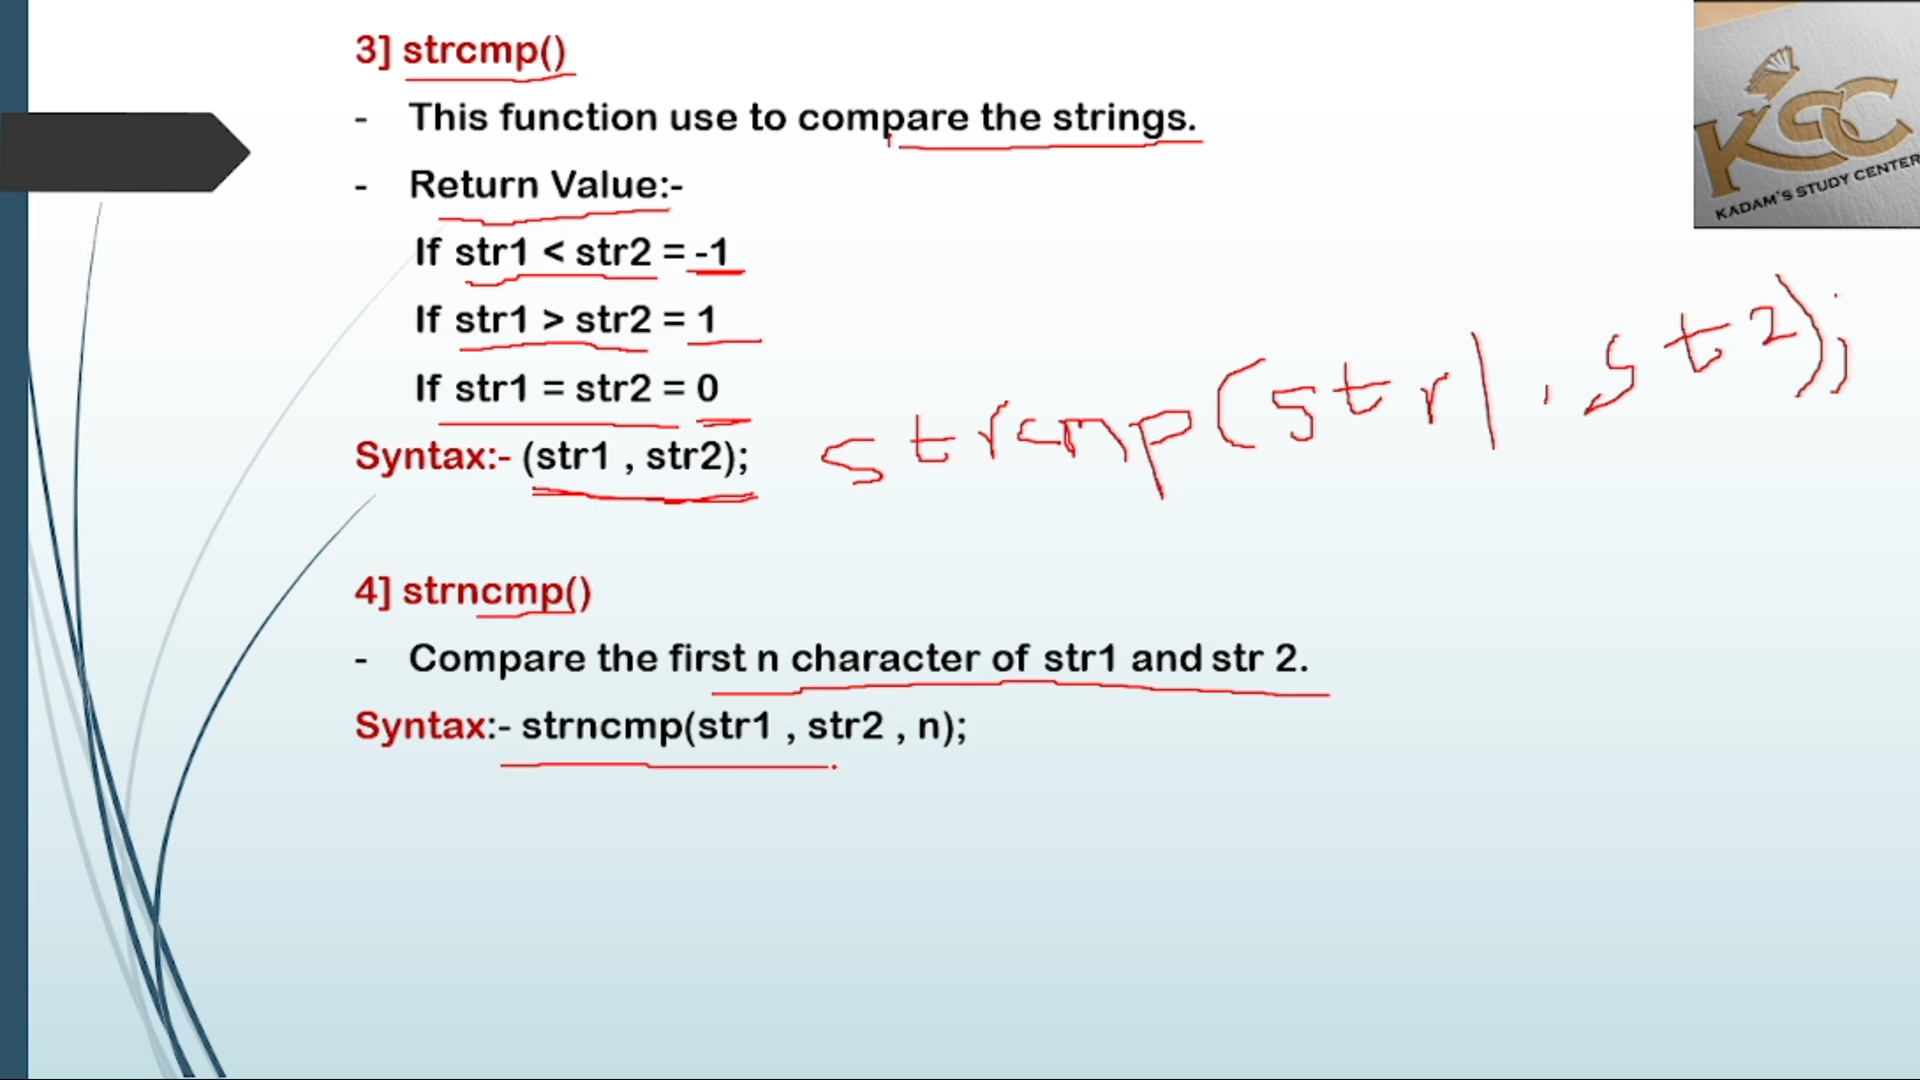 3] strcmp()
- This function use to compare the strings.
- Return Value:-
If str1 < str2 = -1
If str1 > str2 = 1
If str1 = str2 = 0
Syntax:- (str1 , str2);
strcmp(str1 , st2);
4] strncmp()
- Compare the first n character of str1 and str 2.
Syntax:- strncmp(str1 , str2 , n);
KSC
KADAM'S STUDY CENTER